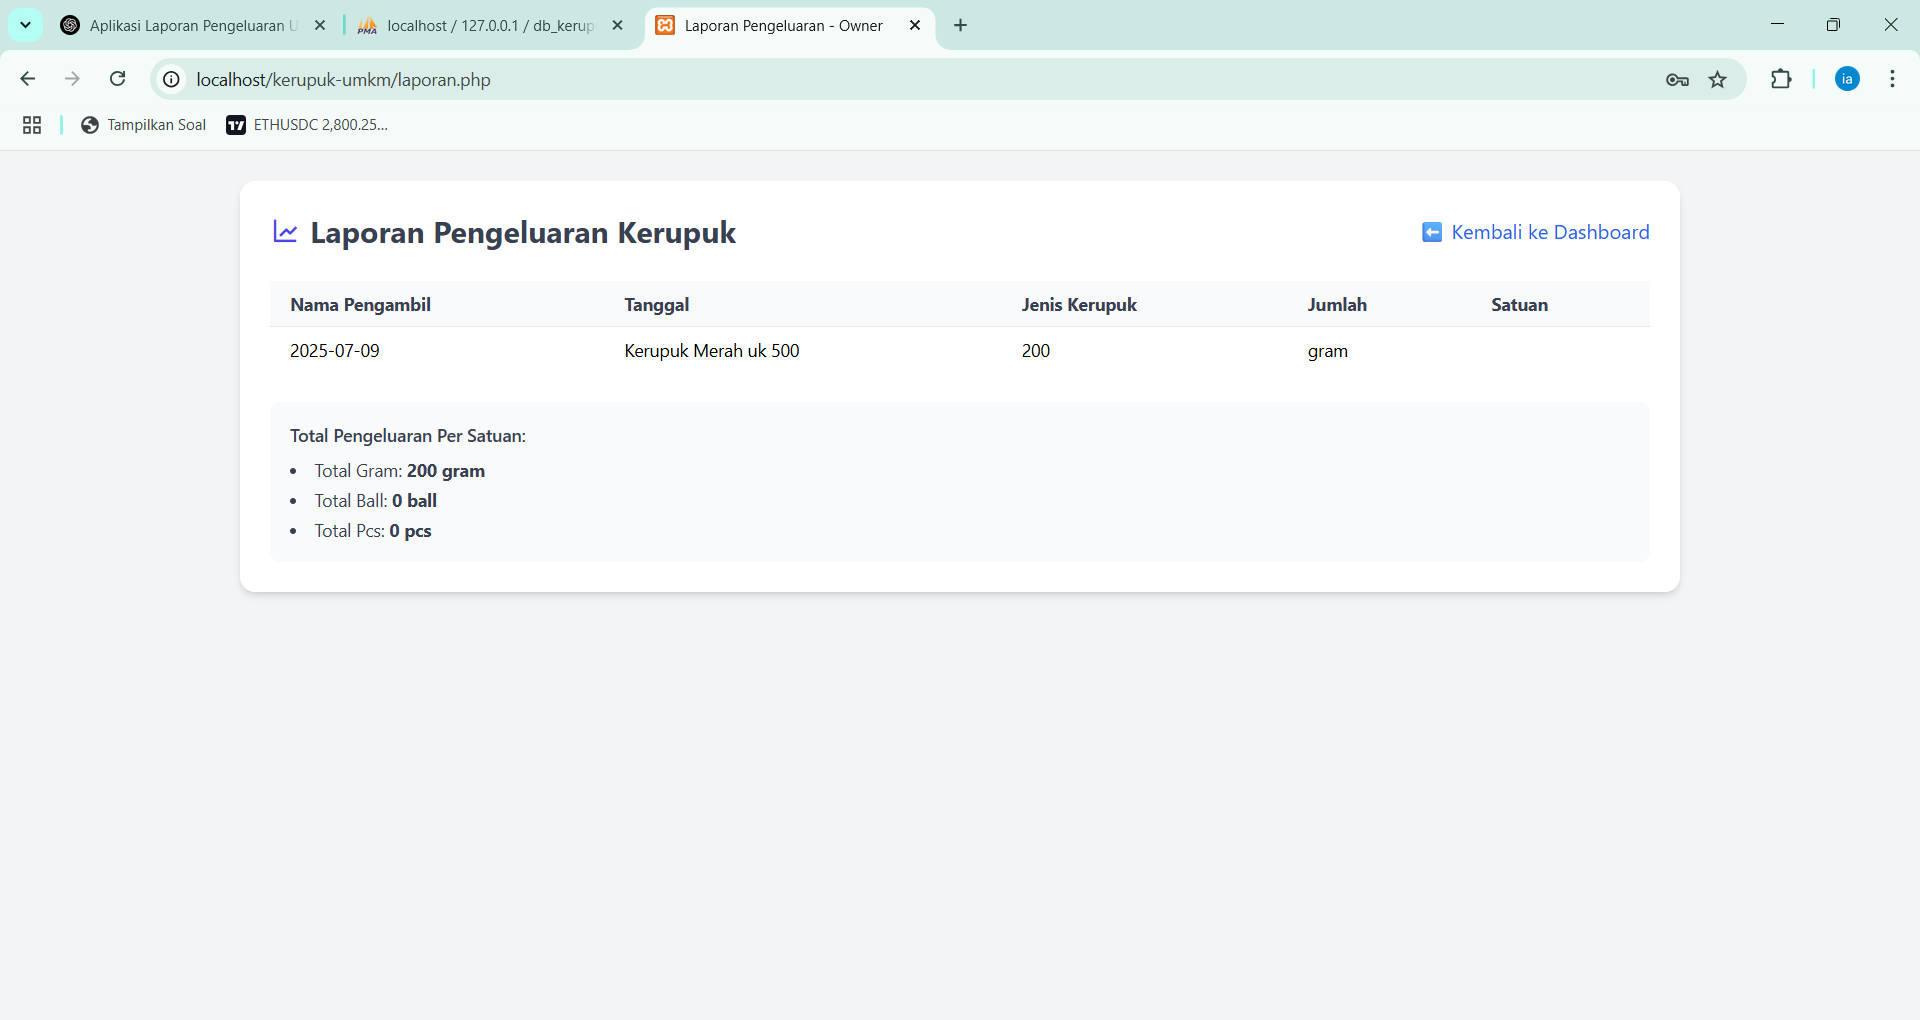 Aplikasi Laporan Pengeluaran U
localhost / 127.0.0.1 / db_kerup
Laporan Pengeluaran - Owner
localhost/kerupuk-umkm/laporan.php
ia
Tampilkan Soal
ETHUSDC 2,800.25...
Laporan Pengeluaran Kerupuk
Kembali ke Dashboard
Nama Pengambil Tanggal Jenis Kerupuk Jumlah Satuan
2025-07-09 Kerupuk Merah uk 500 200 gram
Total Pengeluaran Per Satuan:
• Total Gram: 200 gram
• Total Ball: 0 ball
• Total Pcs: 0 pcs